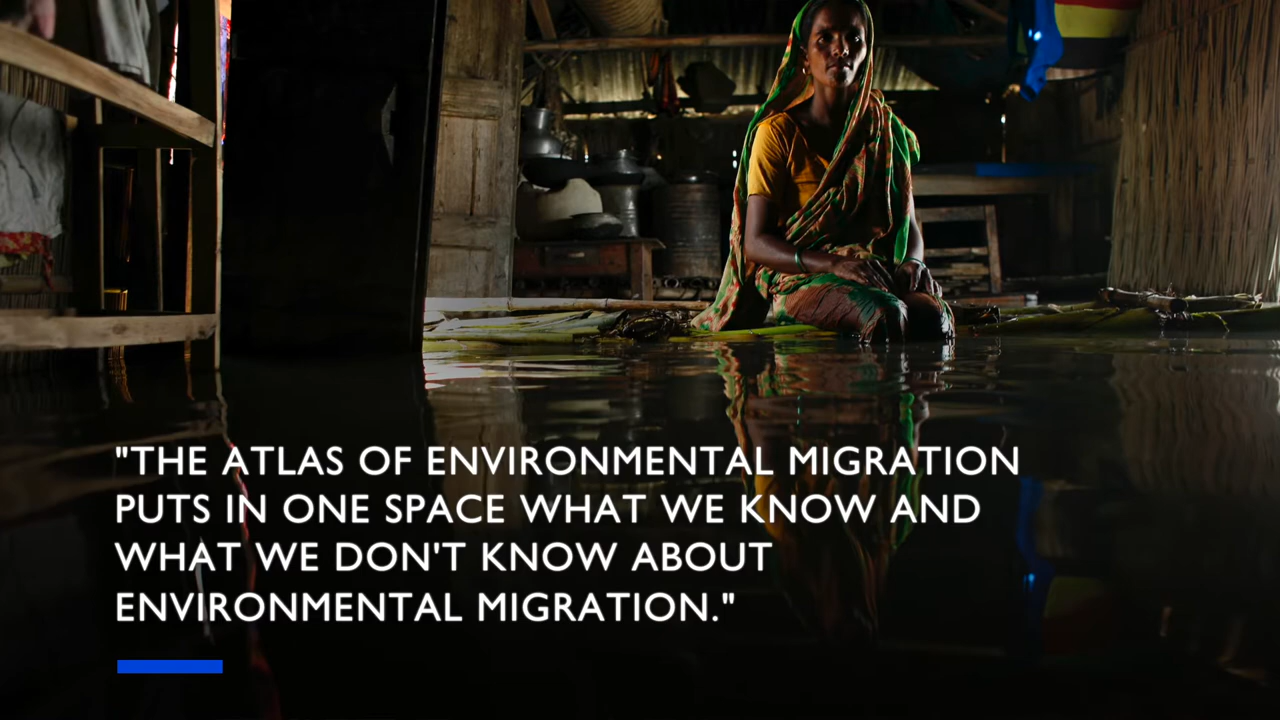 "THE ATLAS OF ENVIRONMENTAL MIGRATION
PUTS IN ONE SPACE WHAT WE KNOW AND
WHAT WE DON'T KNOW ABOUT
ENVIRONMENTAL MIGRATION."